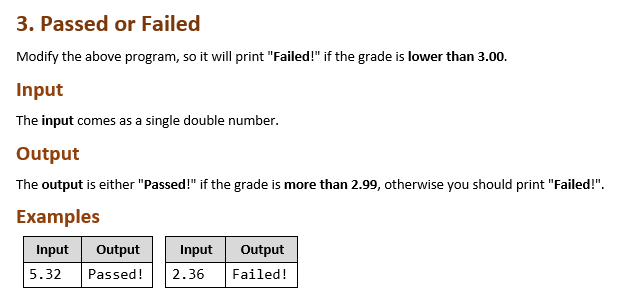 3. Passed or Failed
Modify the above program, so it will print "Failed!" if the grade is lower than 3.00.
Input
The input comes as a single double number.
Output
The output is either "Passed!" if the grade is more than 2.99, otherwise you should print "Failed!".
Examples
Input Output Input Output
5.32 Passed! 2.36 Failed!